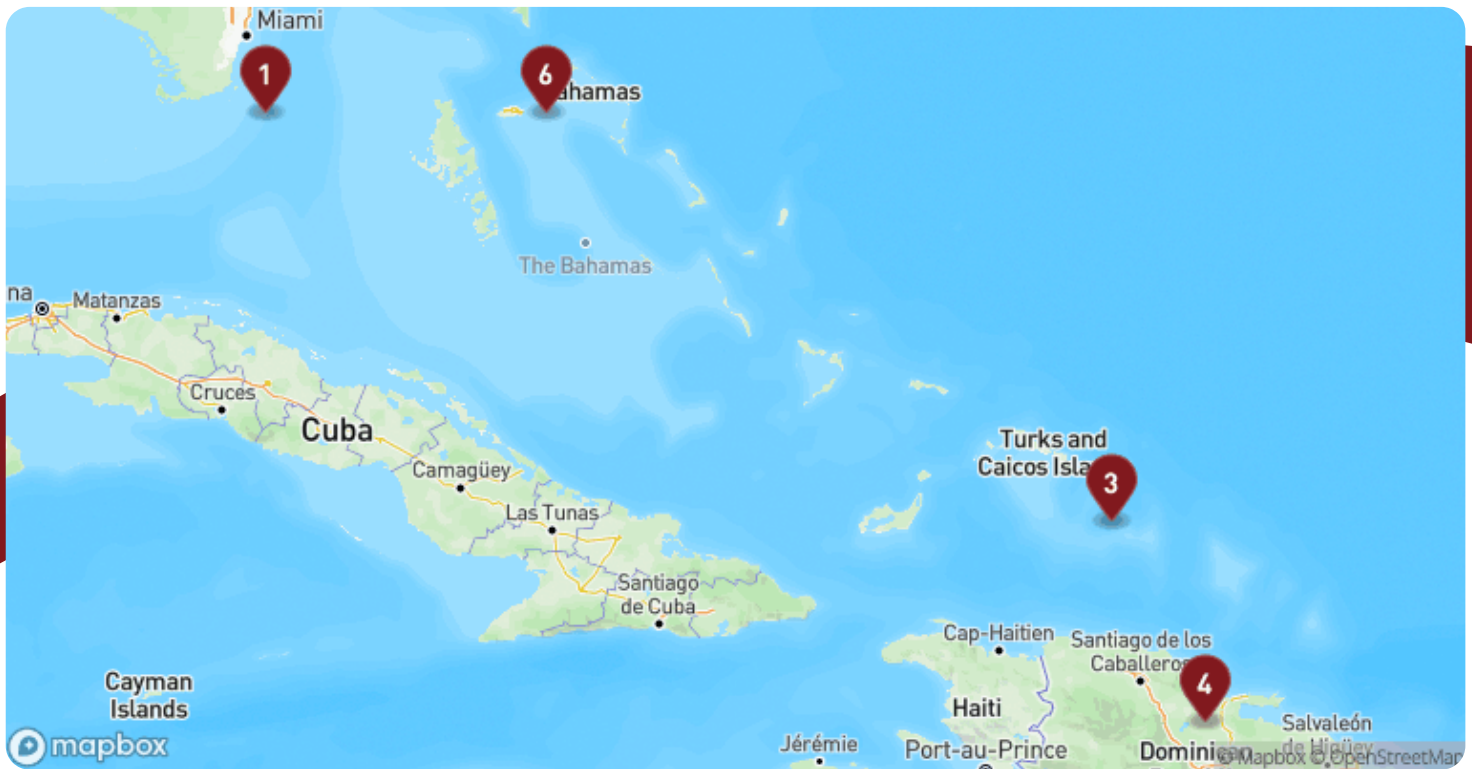 Miami
1
6
ahamas
The Bahamas
na
Matanzas
Cruces
Cuba
Camagüey
Las Tunas
Santiago
de Cuba
Turks and
Caicos Isla
3
Cap-Haitien
Santiago de los
Caballeros
4
Cayman
Islands
Haiti
Salvaleón
de Higüey
Jérémie
Port-au-Prince
Dominican
mapbox
© Mapbox © OpenStreetMap